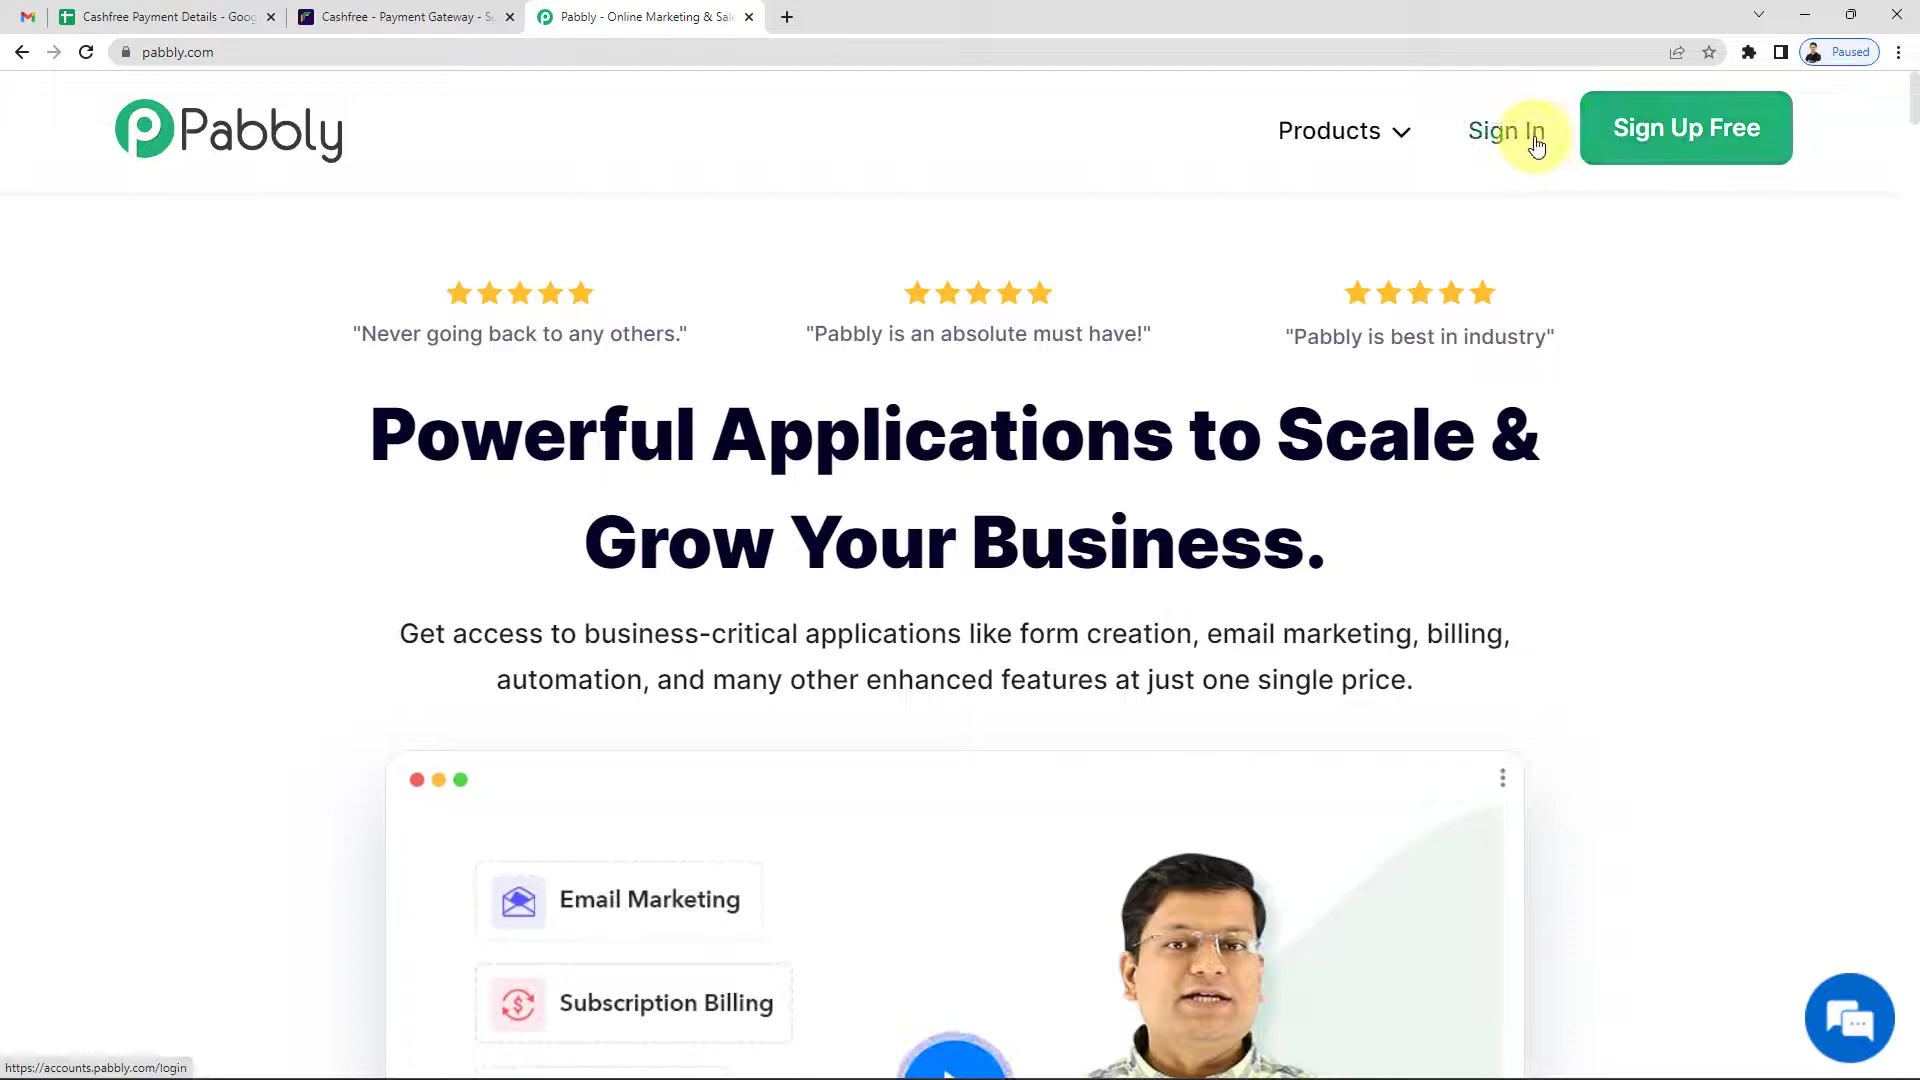 Cashfree Payment Details - Goog
Cashfree - Payment Gateway - S
Pabbly - Online Marketing & Sale
pabbly.com
Paused
Pabbly
Products
Sign In
Sign Up Free
"Never going back to any others."
"Pabbly is an absolute must have!"
"Pabbly is best in industry"
Powerful Applications to Scale &
Grow Your Business.
Get access to business-critical applications like form creation, email marketing, billing,
automation, and many other enhanced features at just one single price.
Email Marketing
Subscription Billing
https://accounts.pabbly.com/login